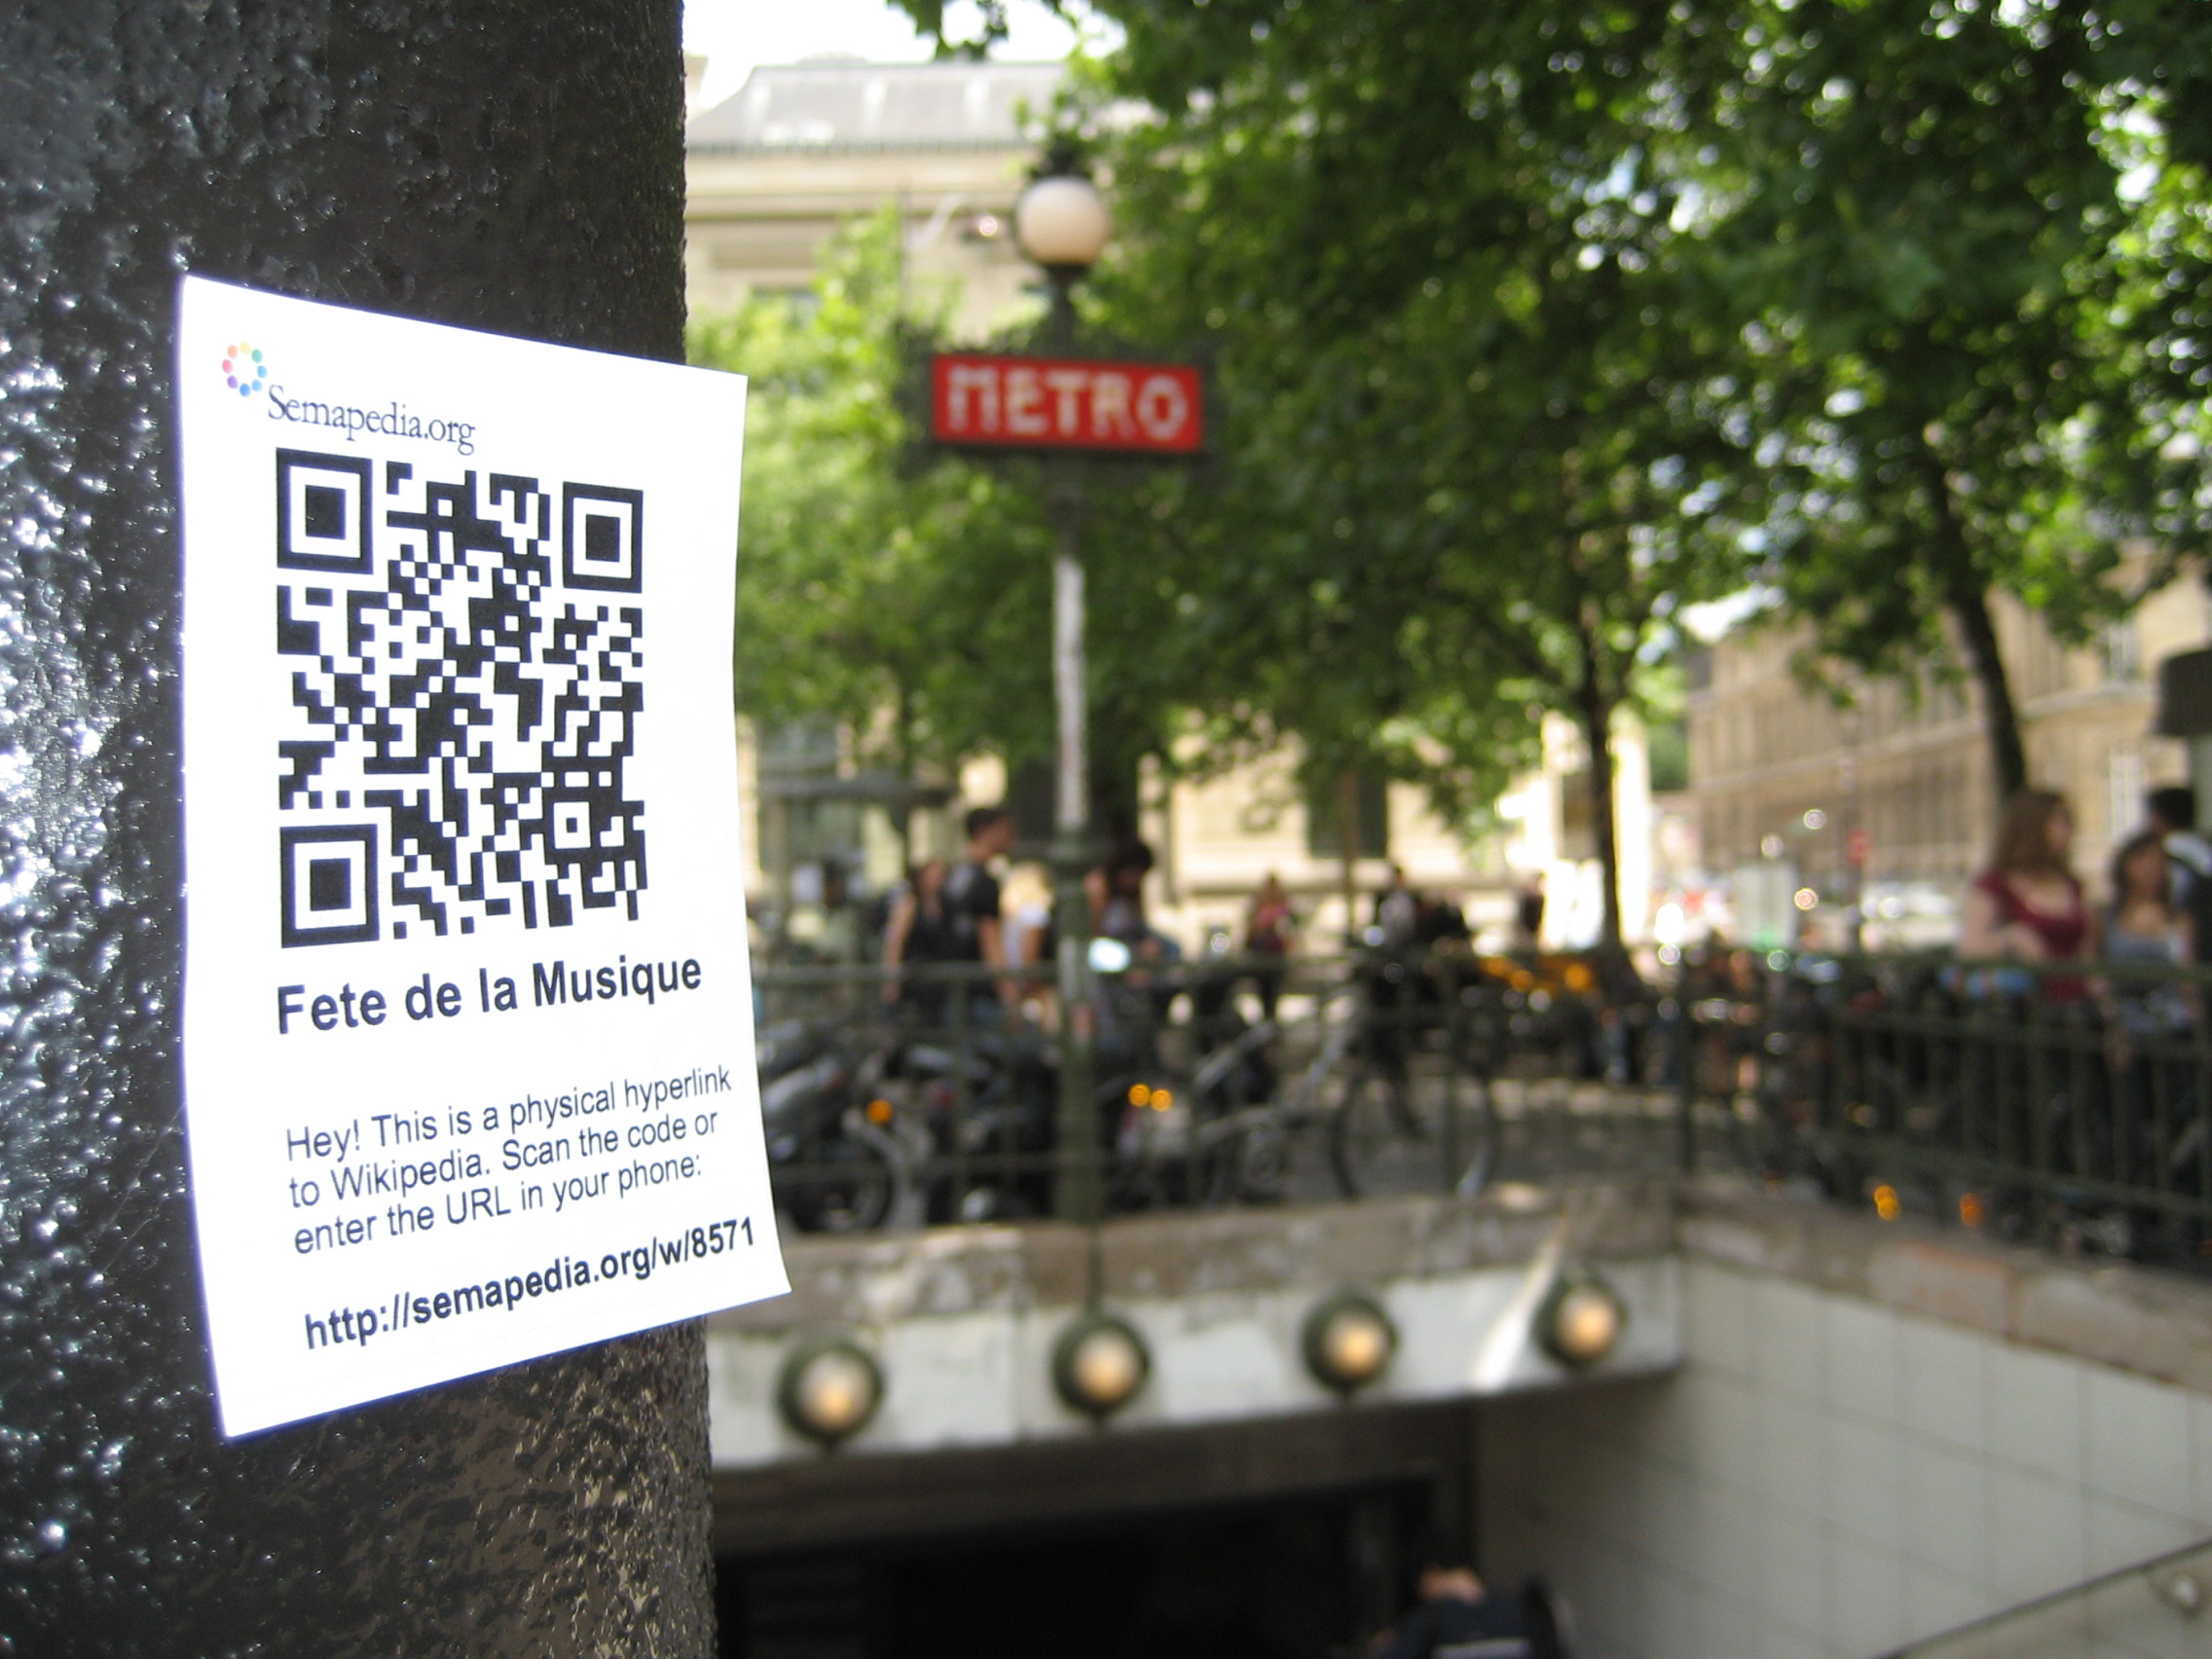 Semapedia.org
Fete de la Musique
Hey! This is a physical hyperlink
to Wikipedia. Scan the code or
enter the URL in your phone:
http://semapedia.org/w/8571
METRO